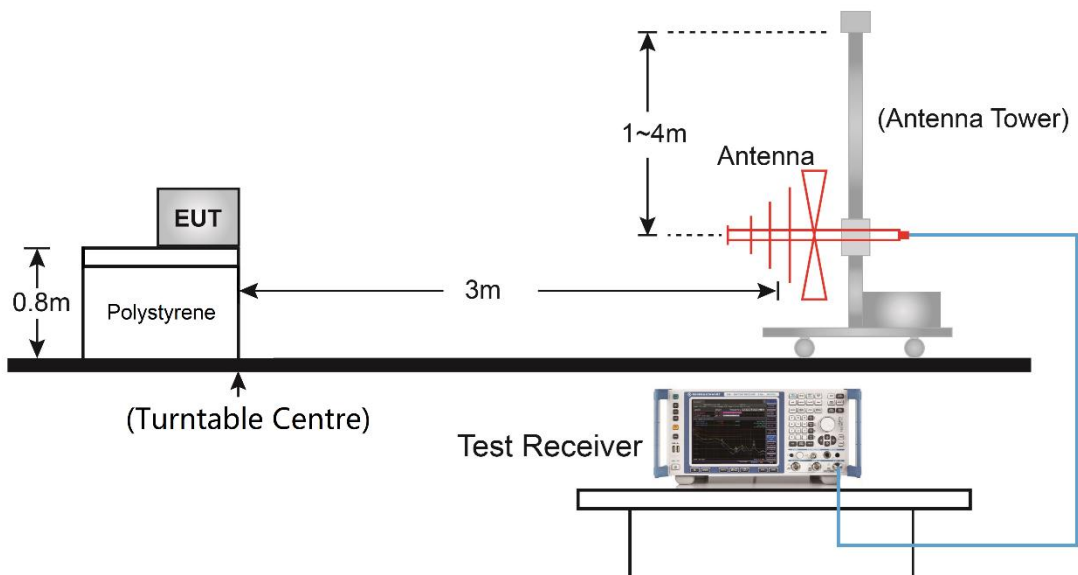 1~4m
(Antenna Tower)
Antenna
EUT
0.8m
Polystyrene
3m
(Turntable Centre)
Test Receiver